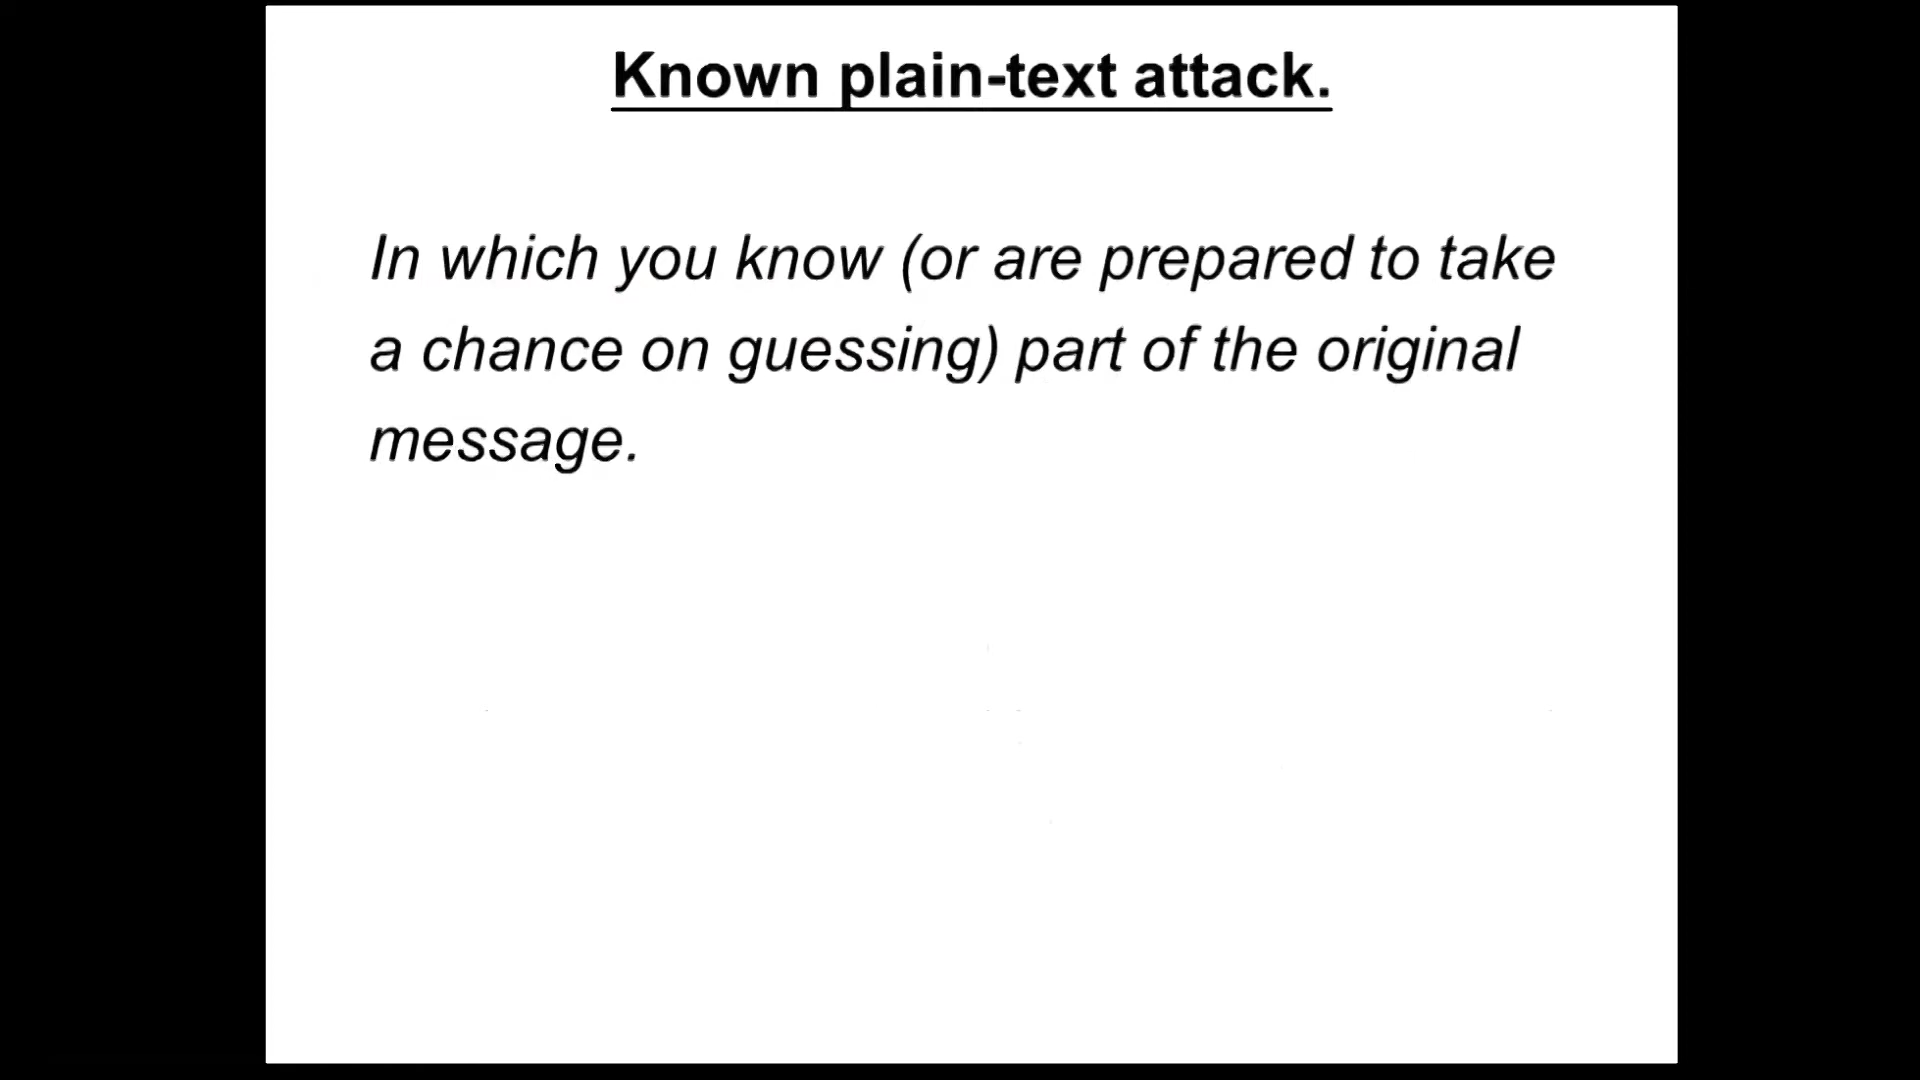 Known plain-text attack.
In which you know (or are prepared to take
a chance on guessing) part of the original
message.